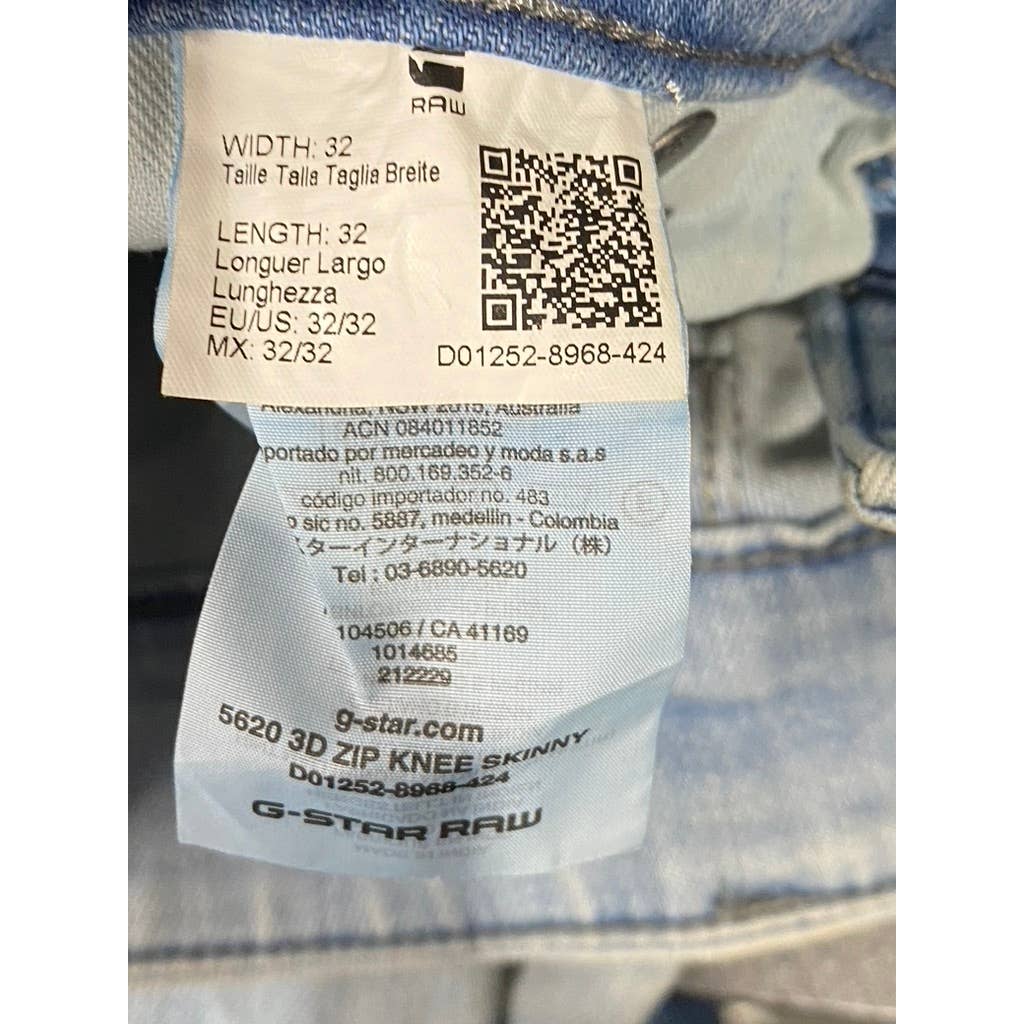 RAW
WIDTH: 32
Taille Talla Taglia Breite
LENGTH: 32
Longuer Largo
Lunghezza
EU/US: 32/32
MX: 32/32
D01252-8968-424
Alexandria, NSW 2015, Australia
ACN 084011852
portado por mercadeo y moda s.a.s
nit. 800.169.352-6
código importador no. 483
sic no. 5887, medellin - Colombia
スターインターナショナル (株)
Tel : 03-6890-5620
104506 / CA 41169
1014685
212229
g-star.com
5620 3D ZIP KNEE SKINNY
D01252-8968-424
G-STAR RAW